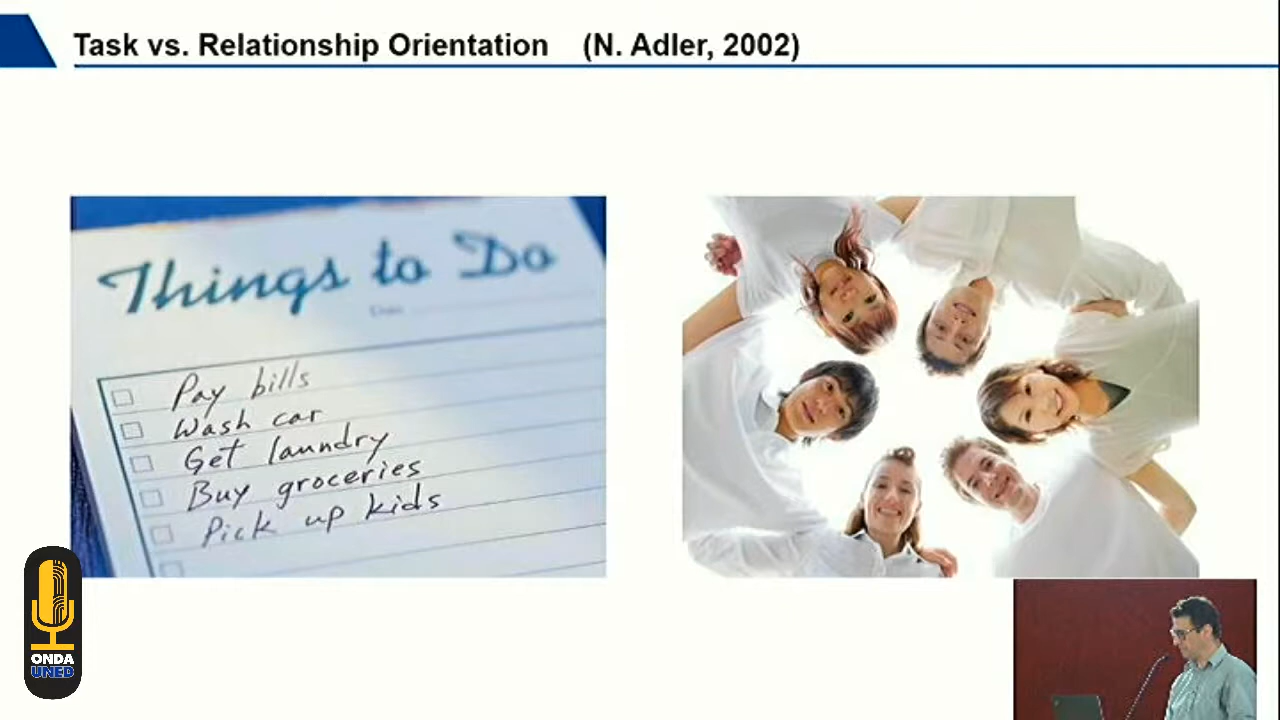 Task vs. Relationship Orientation (N. Adler, 2002)
Things to Do
Date
Pay bills
Wash car
Get laundry
Buy groceries
Pick up kids
ONDA
UNED